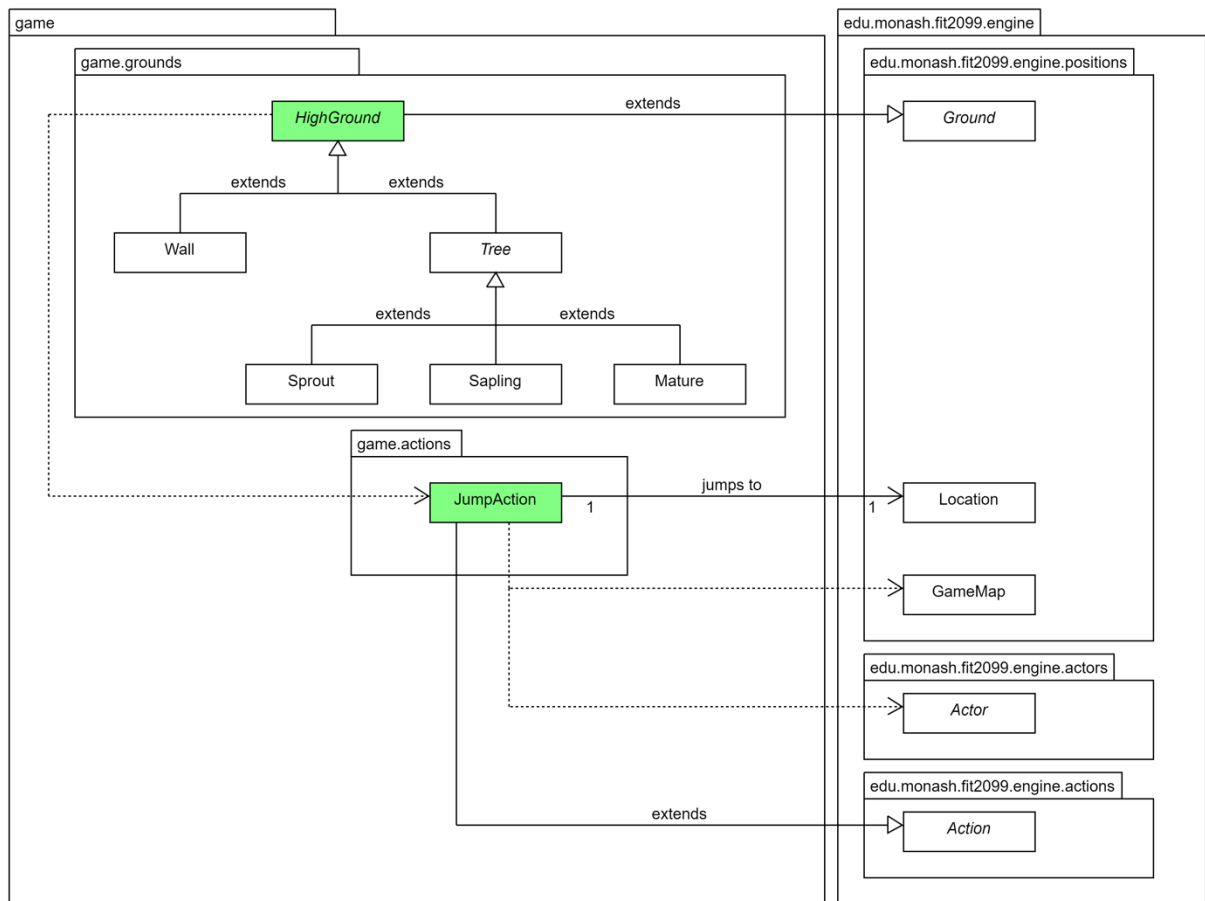 game
edu.monash.fit2099.engine
game.grounds
edu.monash.fit2099.engine.positions
HighGround
extends
Ground
extends
extends
Wall
Tree
extends
extends
Sprout
Sapling
Mature
game.actions
JumpAction
1
jumps to
1
Location
GameMap
edu.monash.fit2099.engine.actors
Actor
edu.monash.fit2099.engine.actions
extends
Action